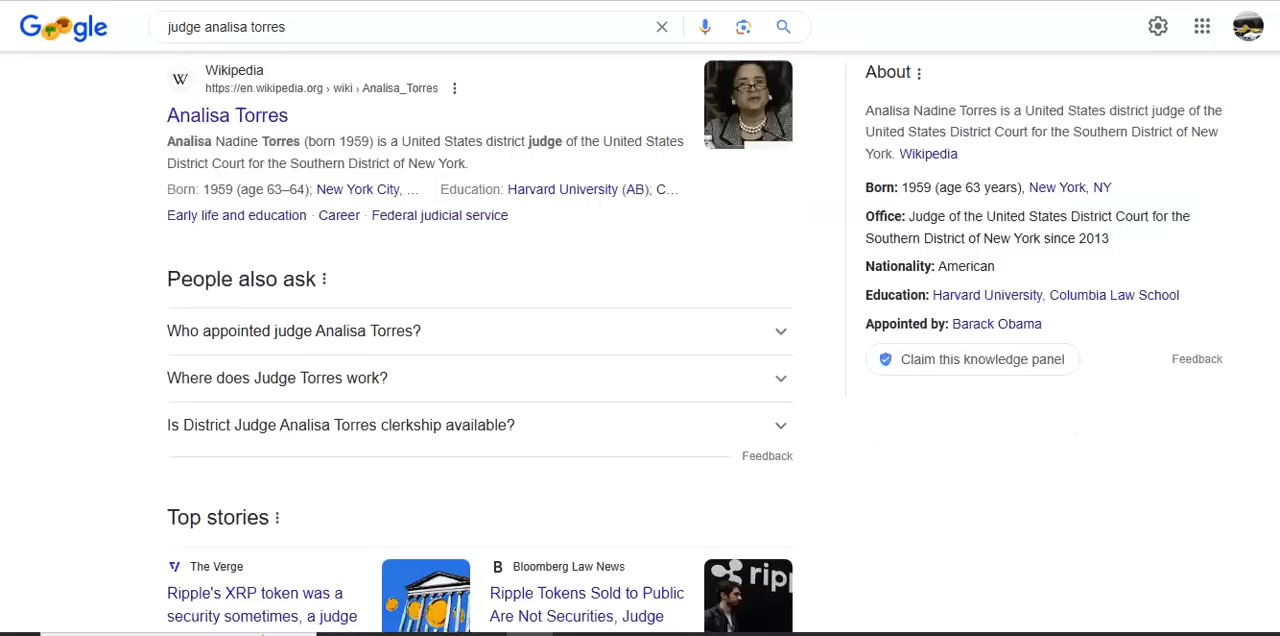 Google
judge analisa torres
W
Wikipedia
https://en.wikipedia.org › wiki › Analisa_Torres
Analisa Torres
Analisa Nadine Torres (born 1959) is a United States district judge of the United
States District Court for the Southern District of New York.
Born: 1959 (age 63–64); New York City, ... Education: Harvard University (AB); C...
Early life and education · Career · Federal judicial service
People also ask
Who appointed judge Analisa Torres?
Where does Judge Torres work?
Is District Judge Analisa Torres clerkship available?
Feedback
Top stories
The Verge
Ripple's XRP token was a
security sometimes, a judge
B Bloomberg Law News
Ripple Tokens Sold to Public
Are Not Securities, Judge
ripp
About
Analisa Nadine Torres is a United States district judge of the
United States District Court for the Southern District of New
York. Wikipedia
Born: 1959 (age 63 years), New York, NY
Office: Judge of the United States District Court for the
Southern District of New York since 2013
Nationality: American
Education: Harvard University, Columbia Law School
Appointed by: Barack Obama
Claim this knowledge panel
Feedback